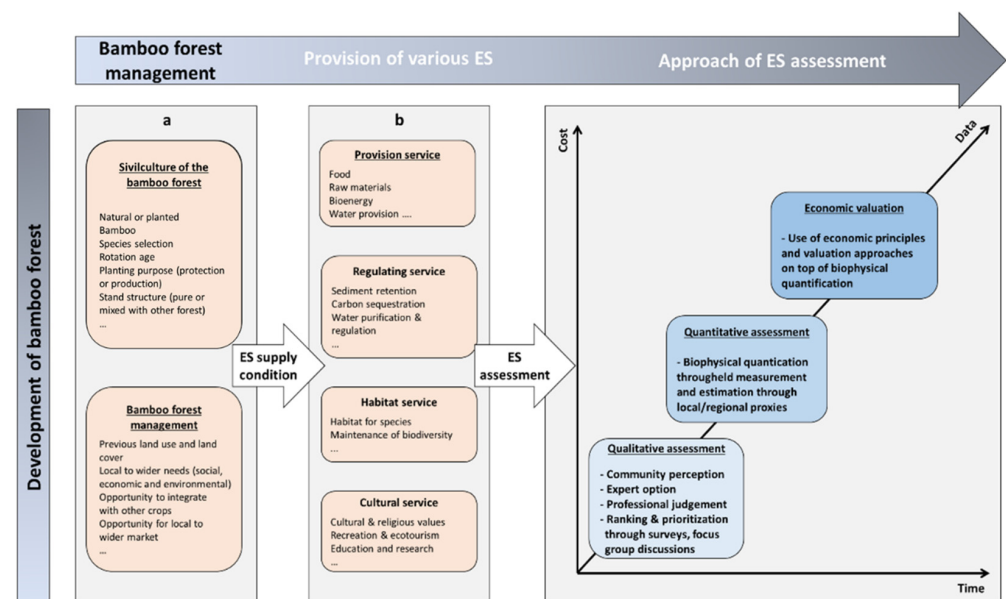 Bamboo forest
management
Provision of various ES
Approach of ES assessment
Development of bamboo forest
a
Sivilculture of the
bamboo forest
Natural or planted
Bamboo
Species selection
Rotation age
Planting purpose (protection
or production)
Stand structure (pure or
mixed with other forest)
...
Bamboo forest
management
Previous land use and land
cover
Local to wider needs (social,
economic and environmental)
Opportunity to integrate
with other crops
Opportunity for local to
wider market
...
ES supply
condition
b
Provision service
Food
Raw materials
Bioenergy
Water provision ....
Regulating service
Sediment retention
Carbon sequestration
Water purification &
regulation
...
Habitat service
Habitat for species
Maintenance of biodiversity
...
Cultural service
Cultural & religious values
Recreation & ecotourism
Education and research
...
ES
assessment
Cost
Data
Economic valuation
- Use of economic principles
and valuation approaches
on top of biophysical
quantification
Quantitative assessment
- Biophysical quantication
througheld measurement
and estimation through
local/regional proxies
Qualitative assessment
- Community perception
- Expert option
- Professional judgement
- Ranking & prioritization
through surveys, focus
group discussions
Time